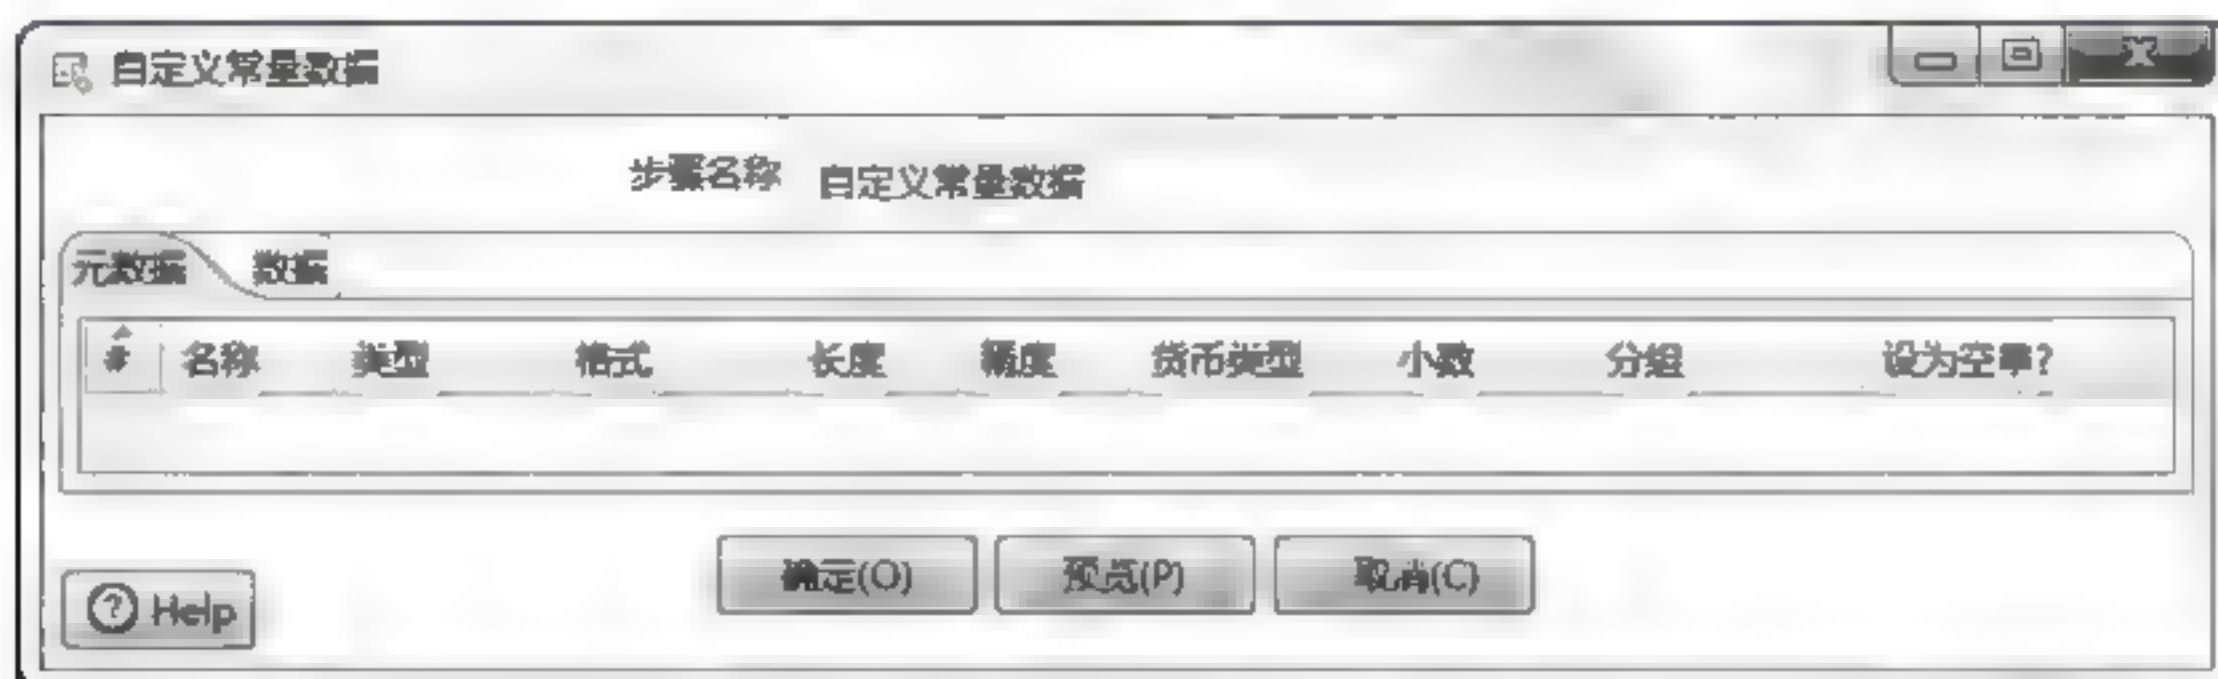 自定义常量数据
步骤名称 自定义常量数据
元数据 数据
# 名称 类型 格式 长度 精度 货币类型 小数 分组 设为空串?
确定(O) 预览(P) 取消(C)
Help